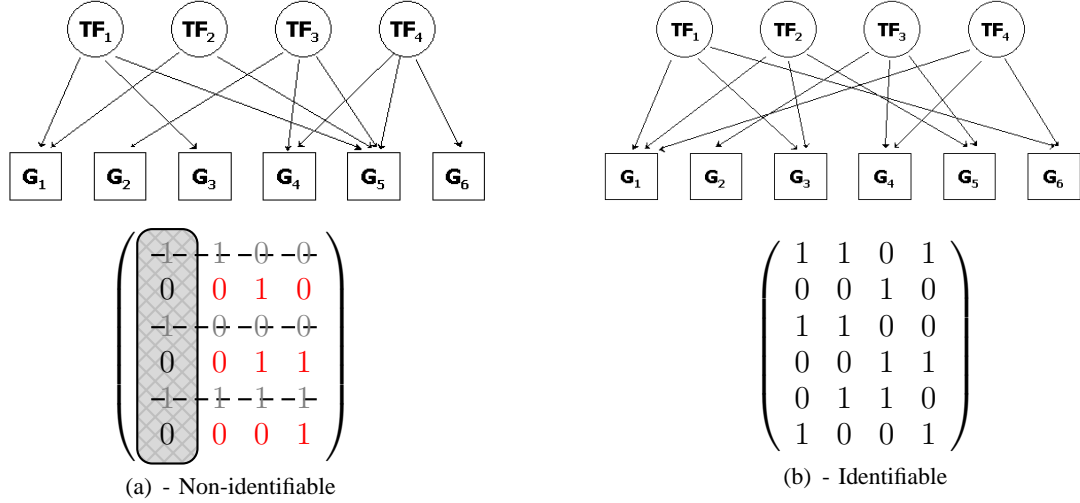 TF1 TF2 TF3 TF4
G1 G2 G3 G4 G5 G6
1 1 0 0
0 0 1 0
1 0 0 0
0 0 1 1
1 1 1 1
0 0 0 1
(a) - Non-identifiable
TF1 TF2 TF3 TF4
G1 G2 G3 G4 G5 G6
1 1 0 1
0 0 1 0
1 1 0 0
0 0 1 1
0 1 1 0
1 0 0 1
(b) - Identifiable